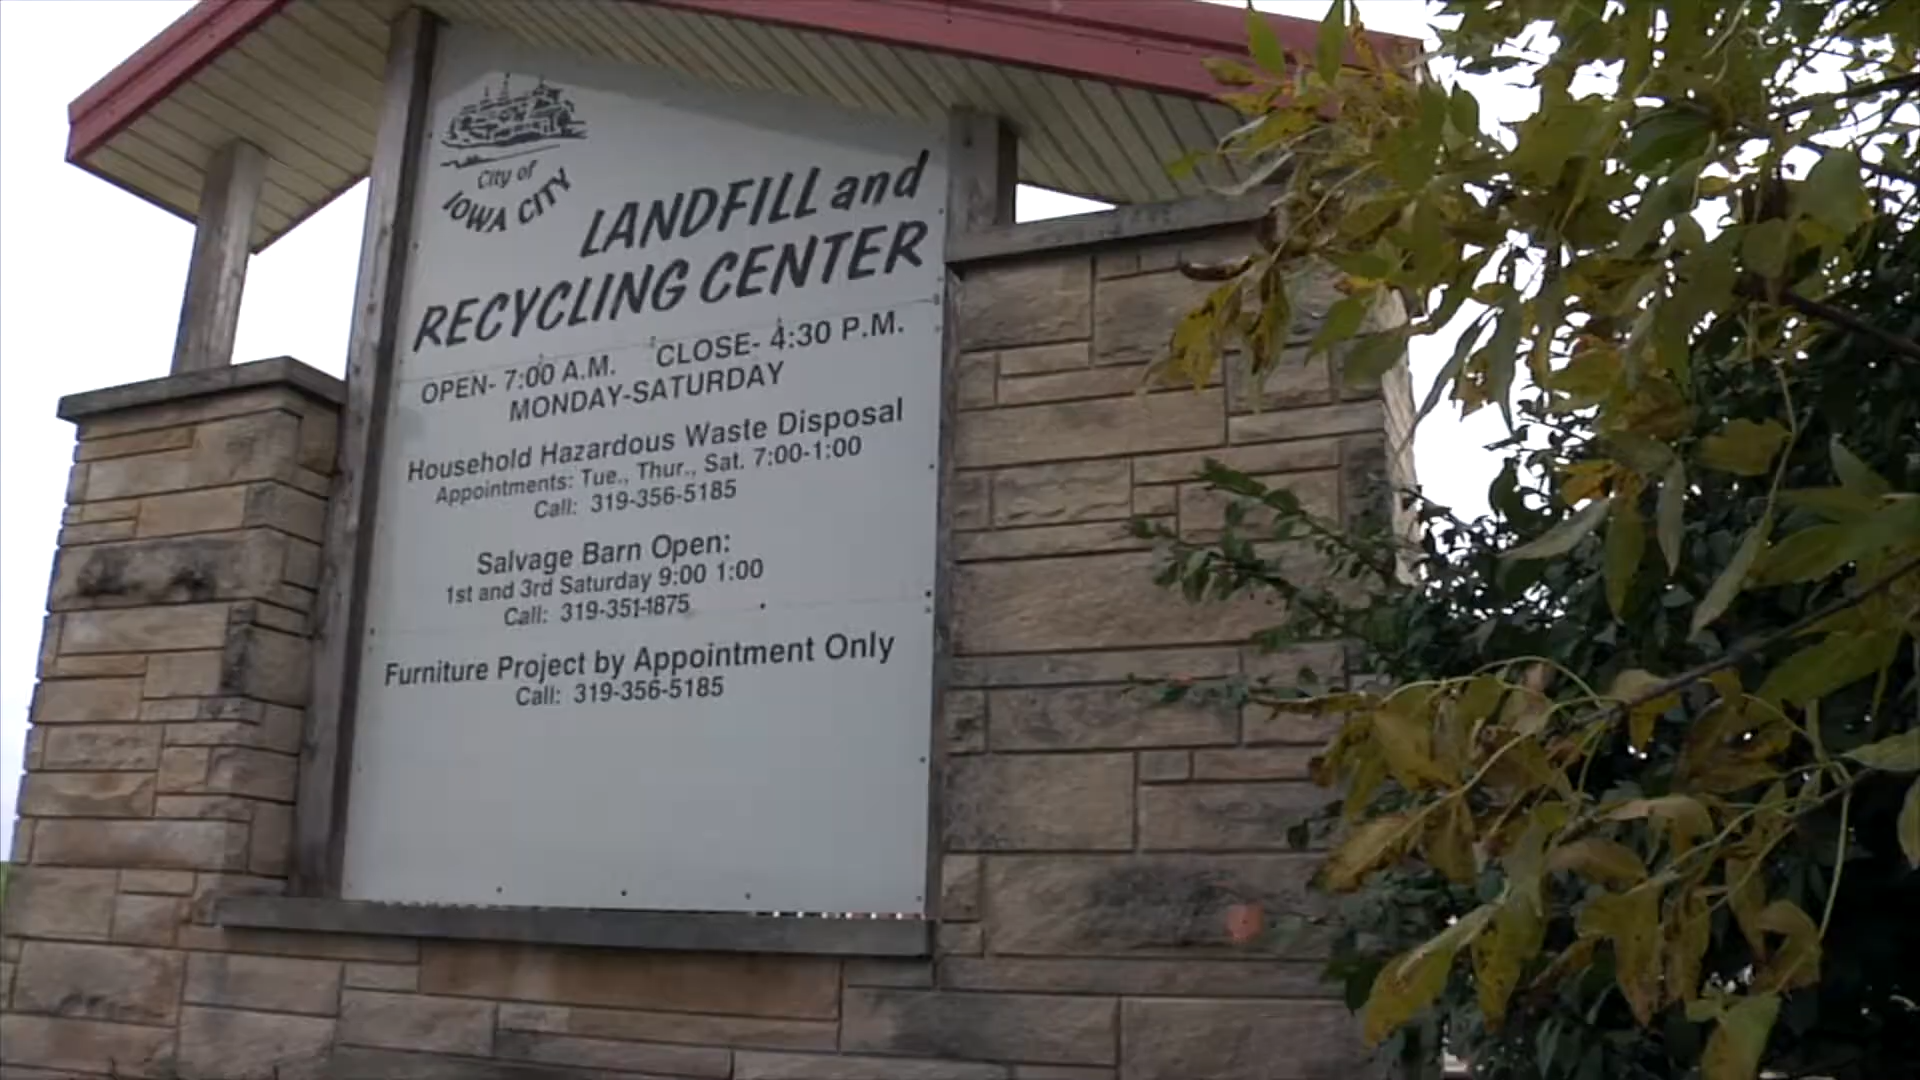 City of
IOWA CITY
LANDFILL and
RECYCLING CENTER
OPEN- 7:00 A.M. CLOSE- 4:30 P.M.
MONDAY-SATURDAY
Household Hazardous Waste Disposal
Appointments: Tue., Thur., Sat. 7:00-1:00
Call: 319-356-5185
Salvage Barn Open:
1st and 3rd Saturday 9:00 1:00
Call: 319-351-1875
Furniture Project by Appointment Only
Call: 319-356-5185